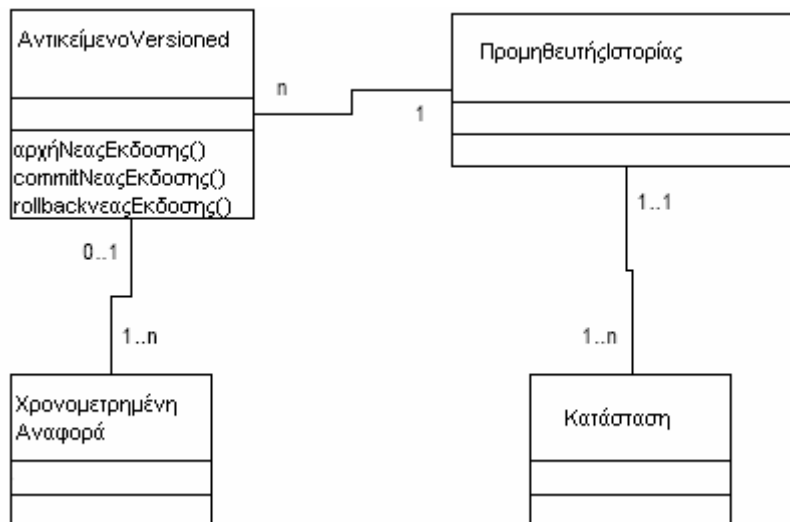 ΑντικείμενοVersioned
ΠρομηθευτήςΙστορίας
n
1
αρχήΝεαςΕκδοσης()
commitΝεαςΕκδοσης()
rollbackνεαςΕκδοσης()
0..1
1..1
1..n
1..n
Χρονομετρημένη
Αναφορά
Κατάσταση